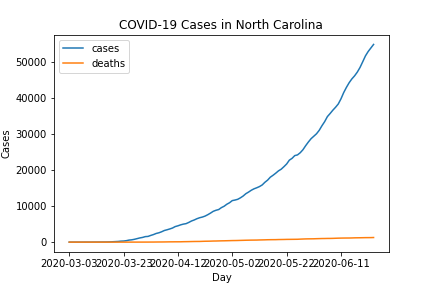 COVID-19 Cases in North Carolina
cases
deaths
50000
40000
30000
20000
10000
0
Cases
2020-03-03 2020-03-23 2020-04-12 2020-05-02 2020-05-22 2020-06-11
Day